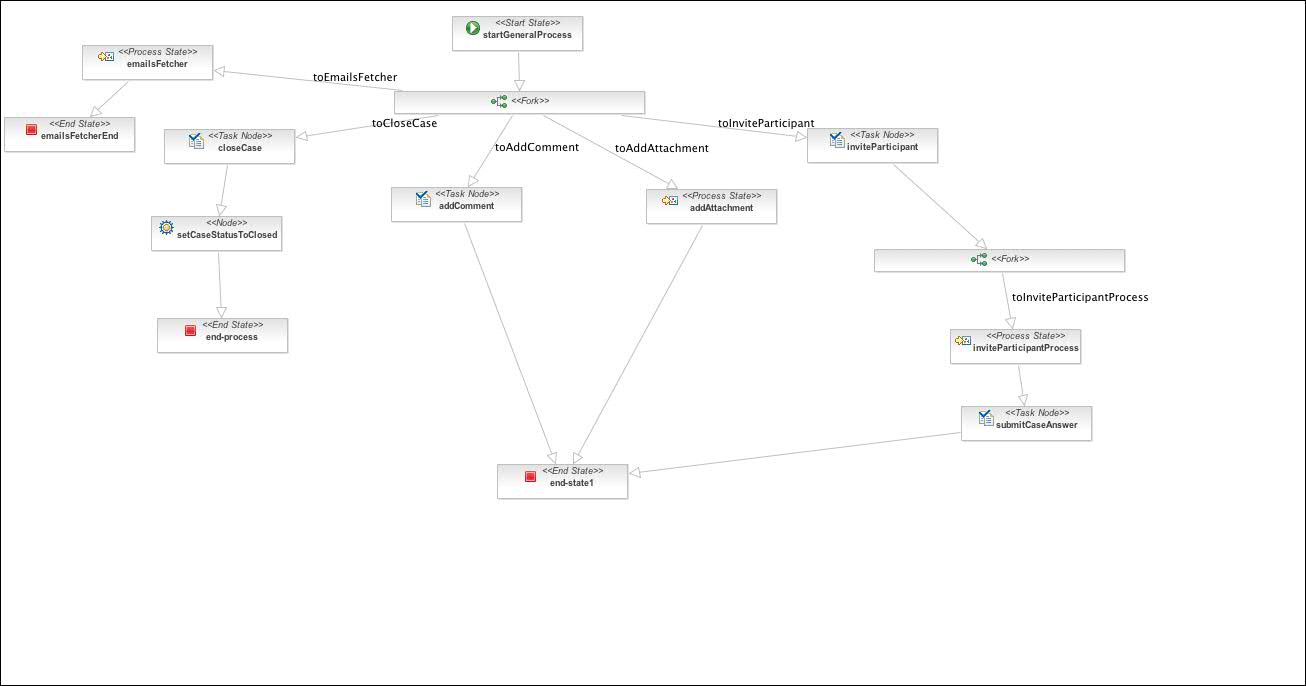 <<Start State>>
startGeneralProcess
<<Process State>>
emailsFetcher
toEmailsFetcher
<<Fork>>
<<End State>>
emailsFetcherEnd
toCloseCase
toInviteParticipant
<<Task Node>>
closeCase
toAddComment
toAddAttachment
<<Task Node>>
inviteParticipant
<<Task Node>>
addComment
<<Process State>>
addAttachment
<<Node>>
setCaseStatusToClosed
<<Fork>>
toInviteParticipantProcess
<<End State>>
end-process
<<Process State>>
inviteParticipantProcess
<<Task Node>>
submitCaseAnswer
<<End State>>
end-state1